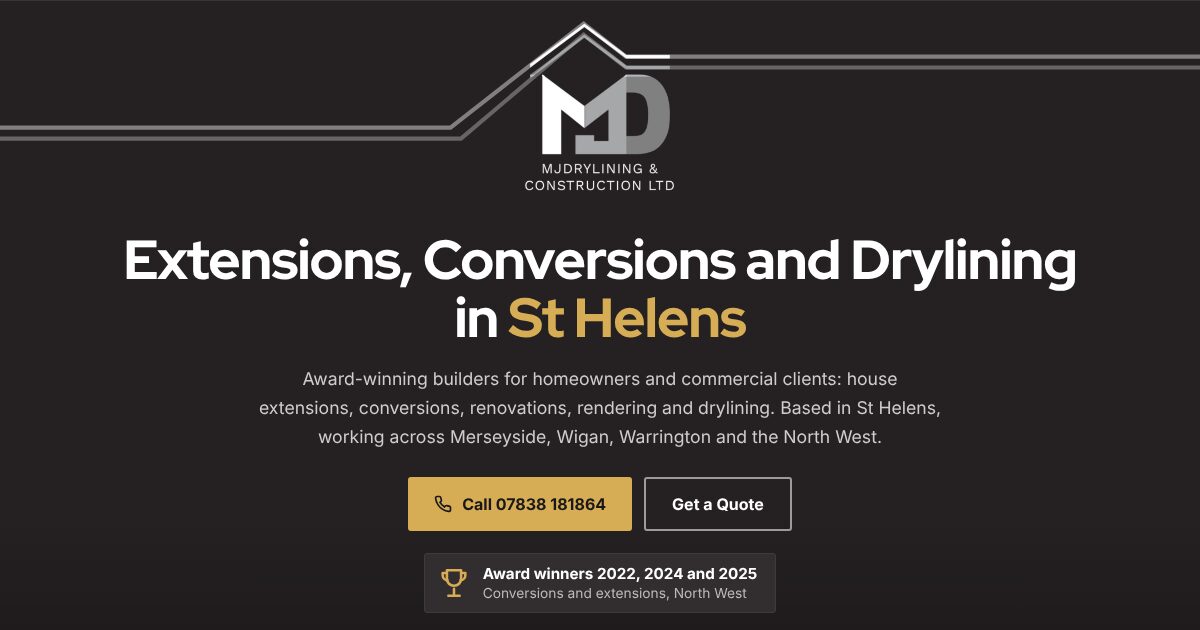 MJD
MJDRYLINING &
CONSTRUCTION LTD
Extensions, Conversions and Drylining
in St Helens
Award-winning builders for homeowners and commercial clients: house
extensions, conversions, renovations, rendering and drylining. Based in St Helens,
working across Merseyside, Wigan, Warrington and the North West.
Call 07838 181864
Get a Quote
Award winners 2022, 2024 and 2025
Conversions and extensions, North West